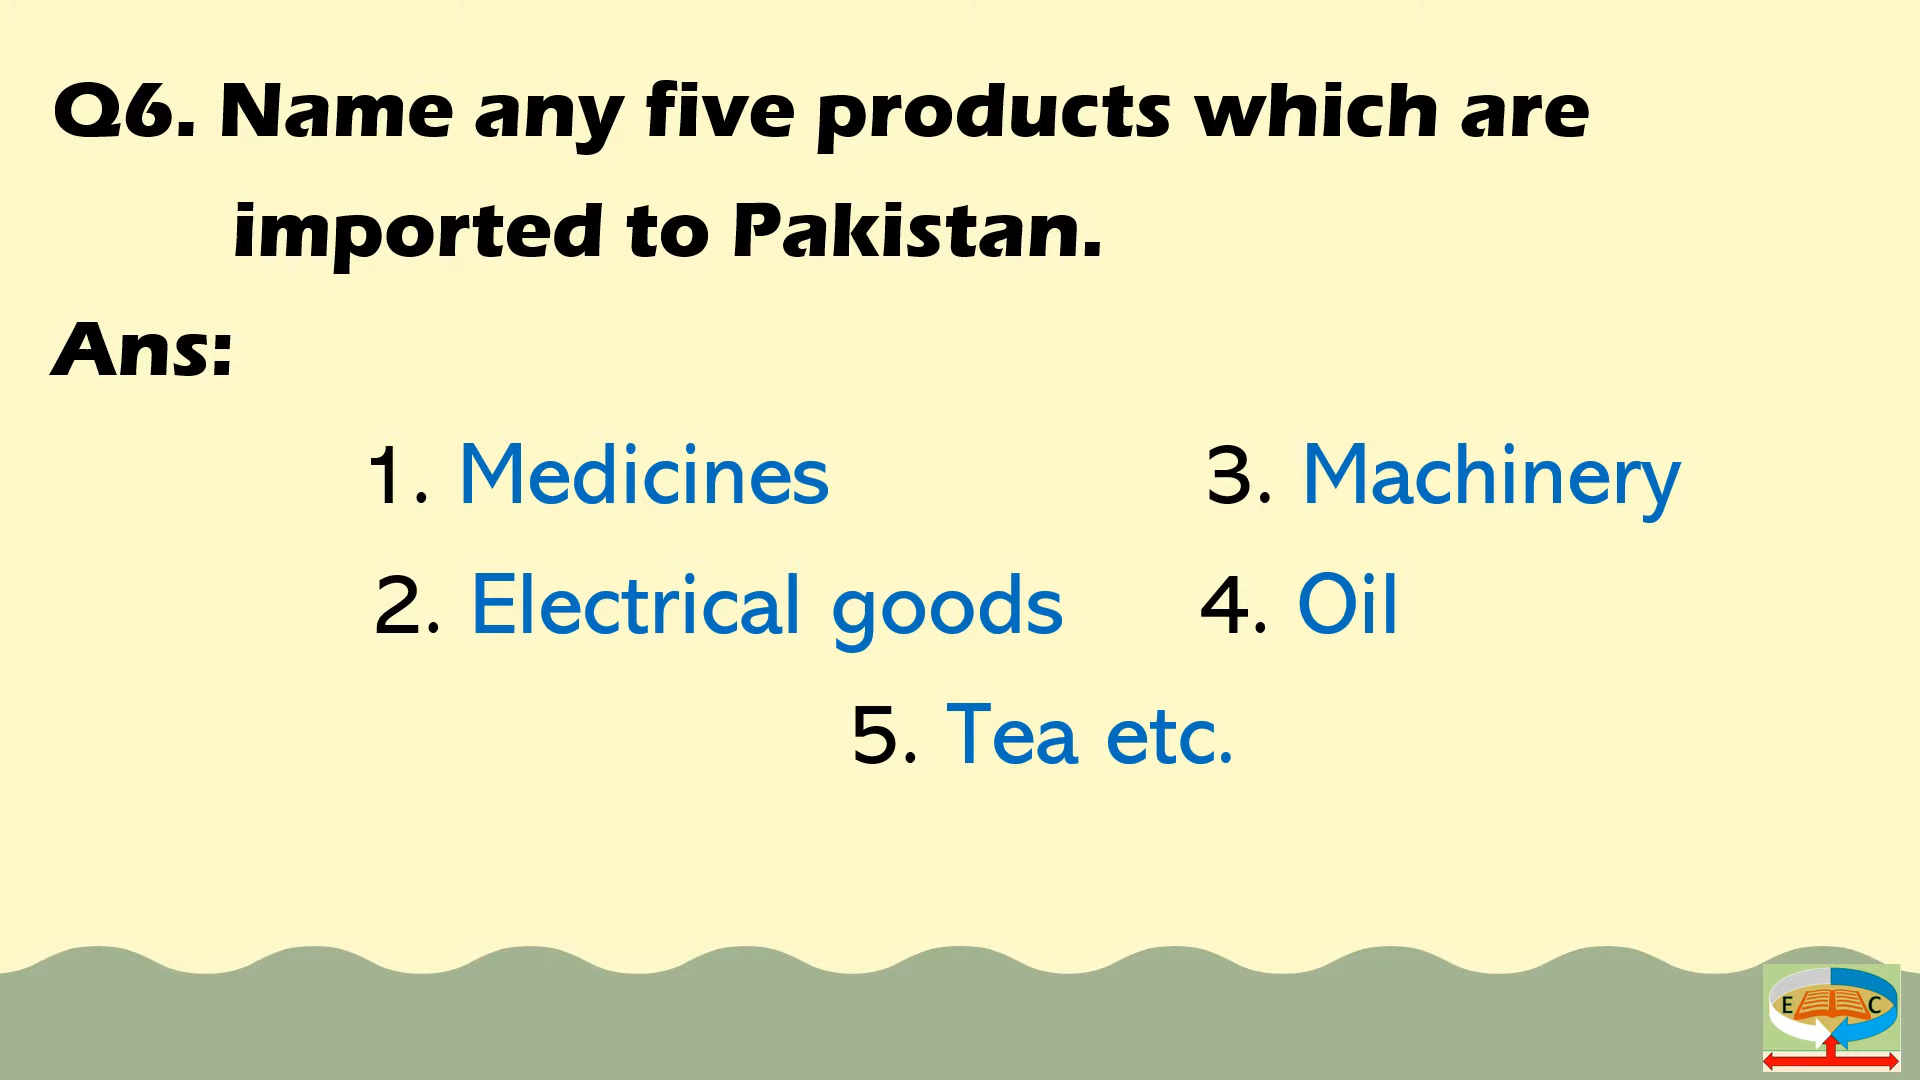 Q6. Name any five products which are
imported to Pakistan.
Ans:
1. Medicines 3. Machinery
2. Electrical goods 4. Oil
5. Tea etc.
E C